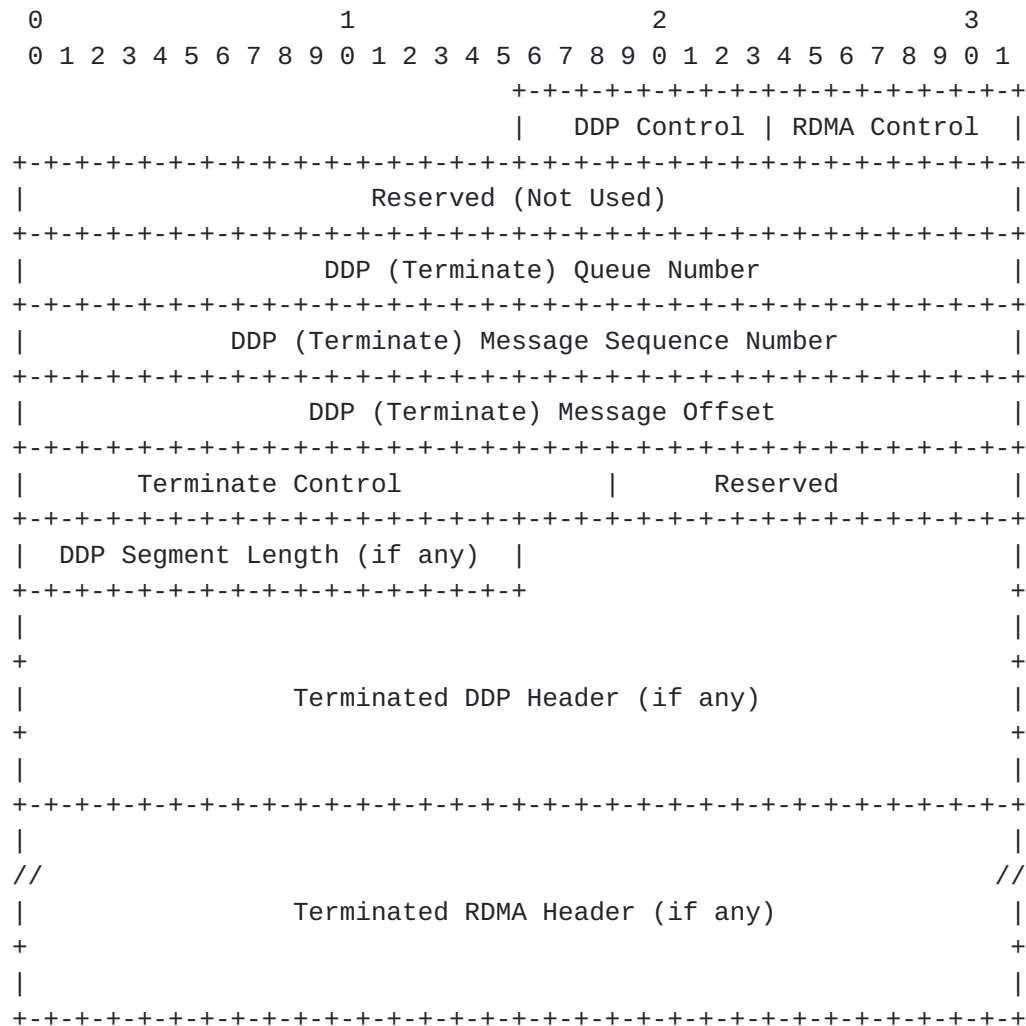 0                   1                   2                   3
 0 1 2 3 4 5 6 7 8 9 0 1 2 3 4 5 6 7 8 9 0 1 2 3 4 5 6 7 8 9 0 1
                                +-+-+-+-+-+-+-+-+-+-+-+-+-+-+-+-+
                                |   DDP Control | RDMA Control  |
+-+-+-+-+-+-+-+-+-+-+-+-+-+-+-+-+-+-+-+-+-+-+-+-+-+-+-+-+-+-+-+-+
|                      Reserved (Not Used)                      |
+-+-+-+-+-+-+-+-+-+-+-+-+-+-+-+-+-+-+-+-+-+-+-+-+-+-+-+-+-+-+-+-+
|                   DDP (Terminate) Queue Number                |
+-+-+-+-+-+-+-+-+-+-+-+-+-+-+-+-+-+-+-+-+-+-+-+-+-+-+-+-+-+-+-+-+
|             DDP (Terminate) Message Sequence Number           |
+-+-+-+-+-+-+-+-+-+-+-+-+-+-+-+-+-+-+-+-+-+-+-+-+-+-+-+-+-+-+-+-+
|                  DDP (Terminate) Message Offset               |
+-+-+-+-+-+-+-+-+-+-+-+-+-+-+-+-+-+-+-+-+-+-+-+-+-+-+-+-+-+-+-+-+
|       Terminate Control             |      Reserved           |
+-+-+-+-+-+-+-+-+-+-+-+-+-+-+-+-+-+-+-+-+-+-+-+-+-+-+-+-+-+-+-+-+
|  DDP Segment Length (if any)  |                               |
+-+-+-+-+-+-+-+-+-+-+-+-+-+-+-+-+                               +
|                                                               |
+                                                               +
|                 Terminated DDP Header (if any)                |
+                                                               +
|                                                               |
+-+-+-+-+-+-+-+-+-+-+-+-+-+-+-+-+-+-+-+-+-+-+-+-+-+-+-+-+-+-+-+-+
|                                                               |
//                                                             //
|                 Terminated RDMA Header (if any)               |
+                                                               +
|                                                               |
+-+-+-+-+-+-+-+-+-+-+-+-+-+-+-+-+-+-+-+-+-+-+-+-+-+-+-+-+-+-+-+-+